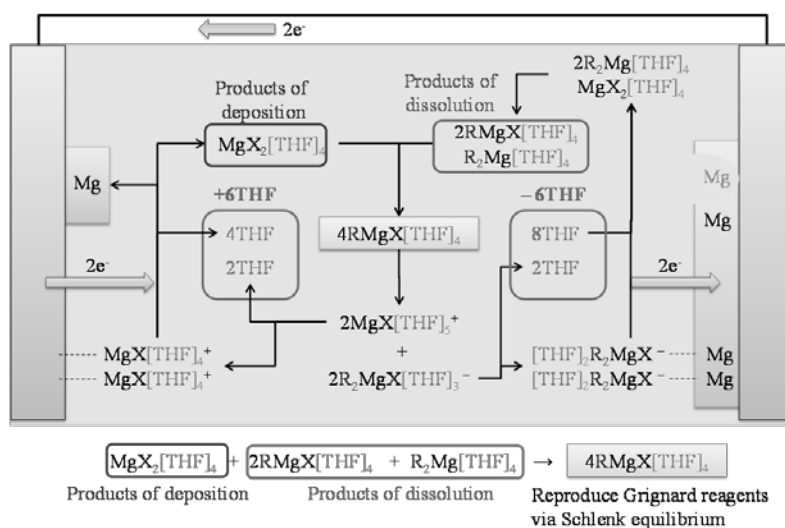 2e⁻
Products of
deposition
MgX₂[THF]₄
Products of
dissolution
2RMgX[THF]₄
R₂Mg[THF]₄
2R₂Mg[THF]₄
MgX₂[THF]₄
Mg
+6THF
4THF
2THF
4RMgX[THF]₄
−6THF
8THF
2THF
Mg
Mg
2e⁻
2e⁻
MgX[THF]₄⁺
MgX[THF]₄⁺
2MgX[THF]₅⁺
+
2R₂MgX[THF]₃⁻
[THF]₂R₂MgX⁻
[THF]₂R₂MgX⁻
Mg
Mg
MgX₂[THF]₄ + 2RMgX[THF]₄ + R₂Mg[THF]₄ → 4RMgX[THF]₄
Products of deposition Products of dissolution Reproduce Grignard reagents
via Schlenk equilibrium